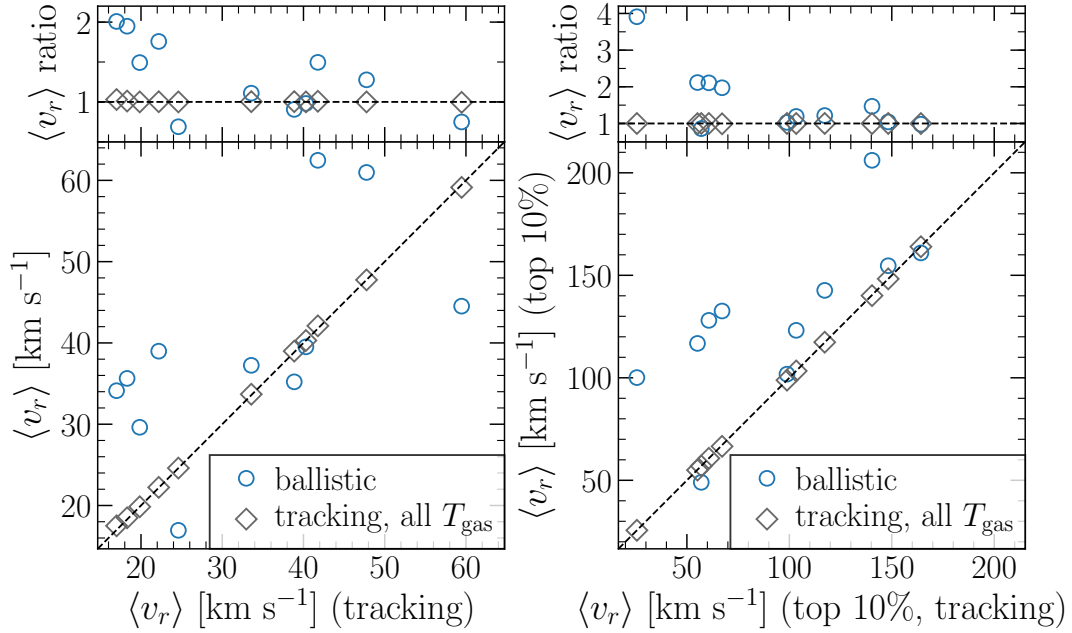 ⟨v_r⟩ ratio
2
1
⟨v_r⟩ [km s⁻¹]
60
50
40
30
20
ballistic
tracking, all T_gas
20 30 40 50 60
⟨v_r⟩ [km s⁻¹] (tracking)
⟨v_r⟩ ratio
4
3
2
1
⟨v_r⟩ [km s⁻¹] (top 10%)
200
150
100
50
ballistic
tracking, all T_gas
50 100 150 200
⟨v_r⟩ [km s⁻¹] (top 10%, tracking)